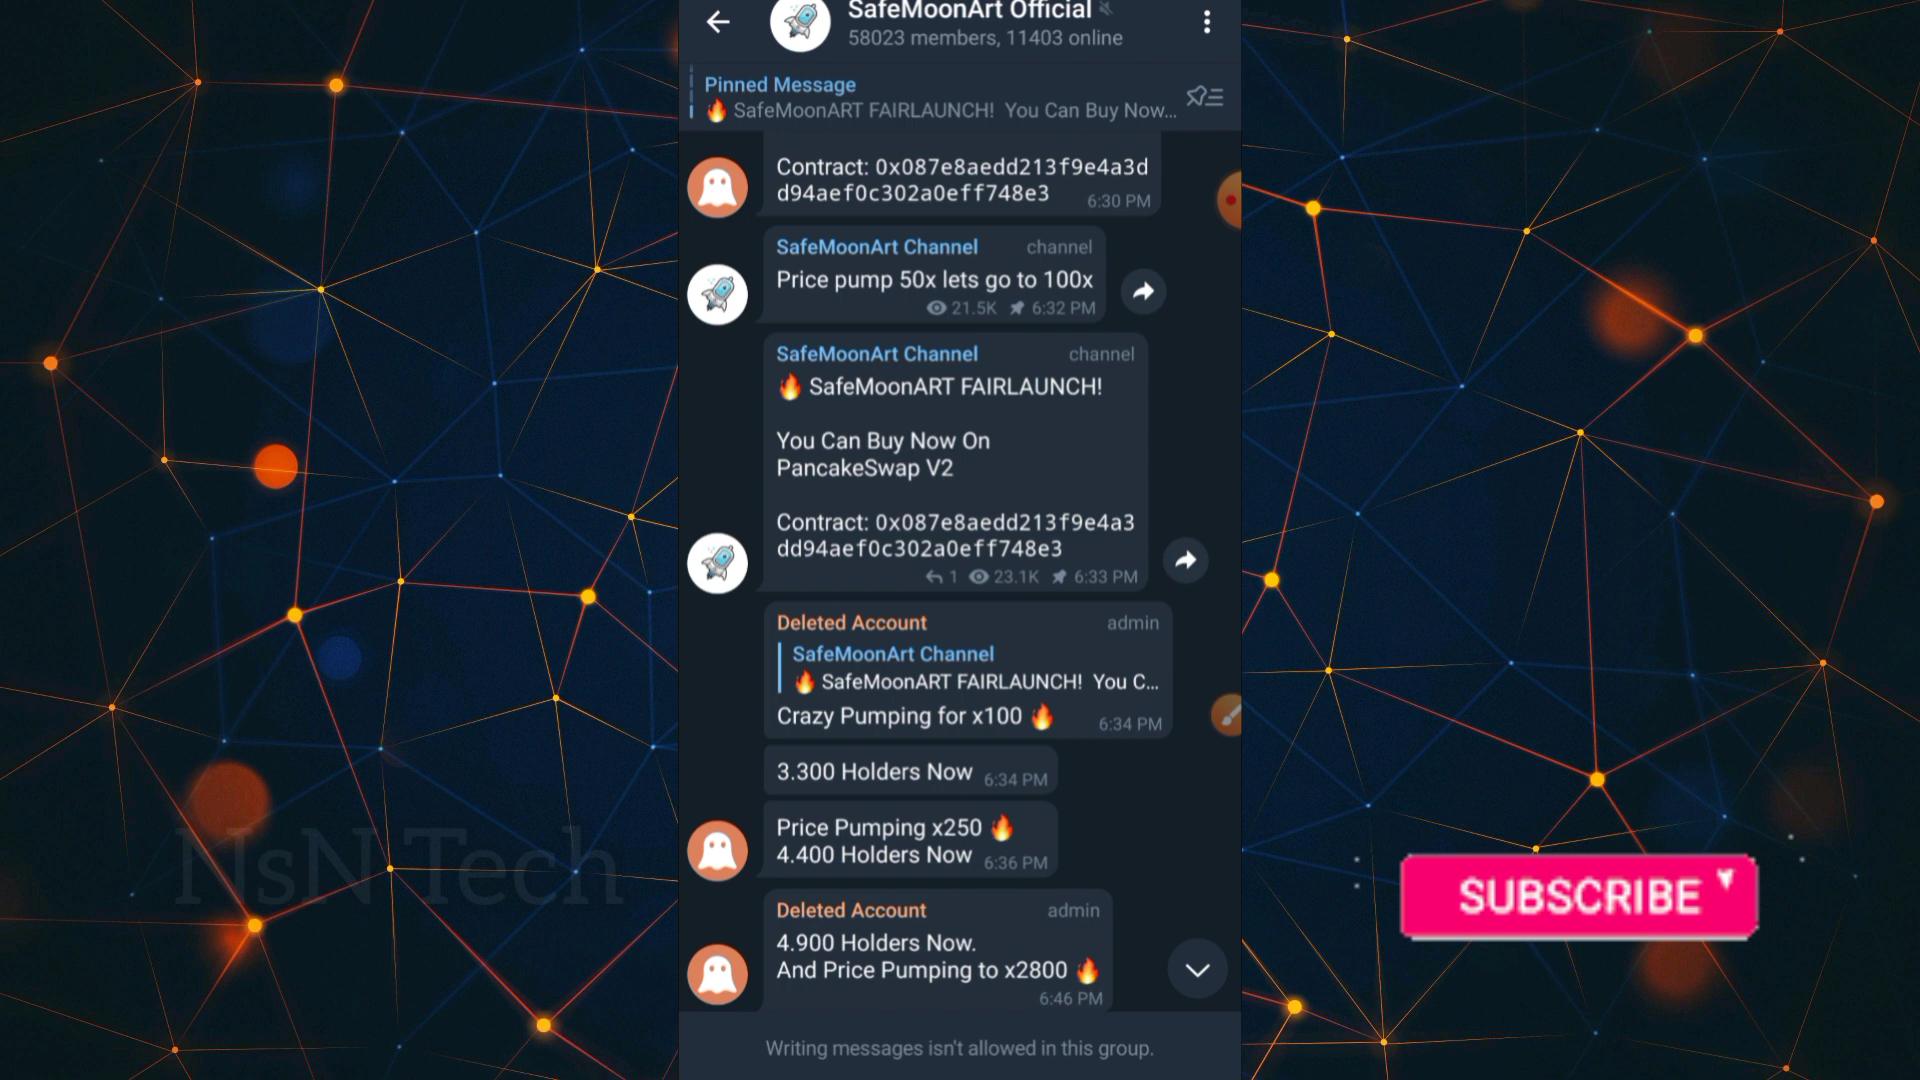 SafeMoonArt Official
58023 members, 11403 online
Pinned Message
🔥 SafeMoonART FAIRLAUNCH! You Can Buy Now...
Contract: 0x087e8aedd213f9e4a3d
d94aef0c302a0eff748e3 6:30 PM
SafeMoonArt Channel channel
Price pump 50x lets go to 100x
21.5K 6:32 PM
SafeMoonArt Channel channel
🔥 SafeMoonART FAIRLAUNCH!
You Can Buy Now On
PancakeSwap V2
Contract: 0x087e8aedd213f9e4a3
dd94aef0c302a0eff748e3
1 23.1K 6:33 PM
Deleted Account admin
SafeMoonArt Channel
🔥 SafeMoonART FAIRLAUNCH! You C...
Crazy Pumping for x100 🔥 6:34 PM
3.300 Holders Now 6:34 PM
Price Pumping x250 🔥
4.400 Holders Now 6:36 PM
Deleted Account admin
4.900 Holders Now.
And Price Pumping to x2800 🔥
6:46 PM
Writing messages isn't allowed in this group.
NsN Tech
SUBSCRIBE